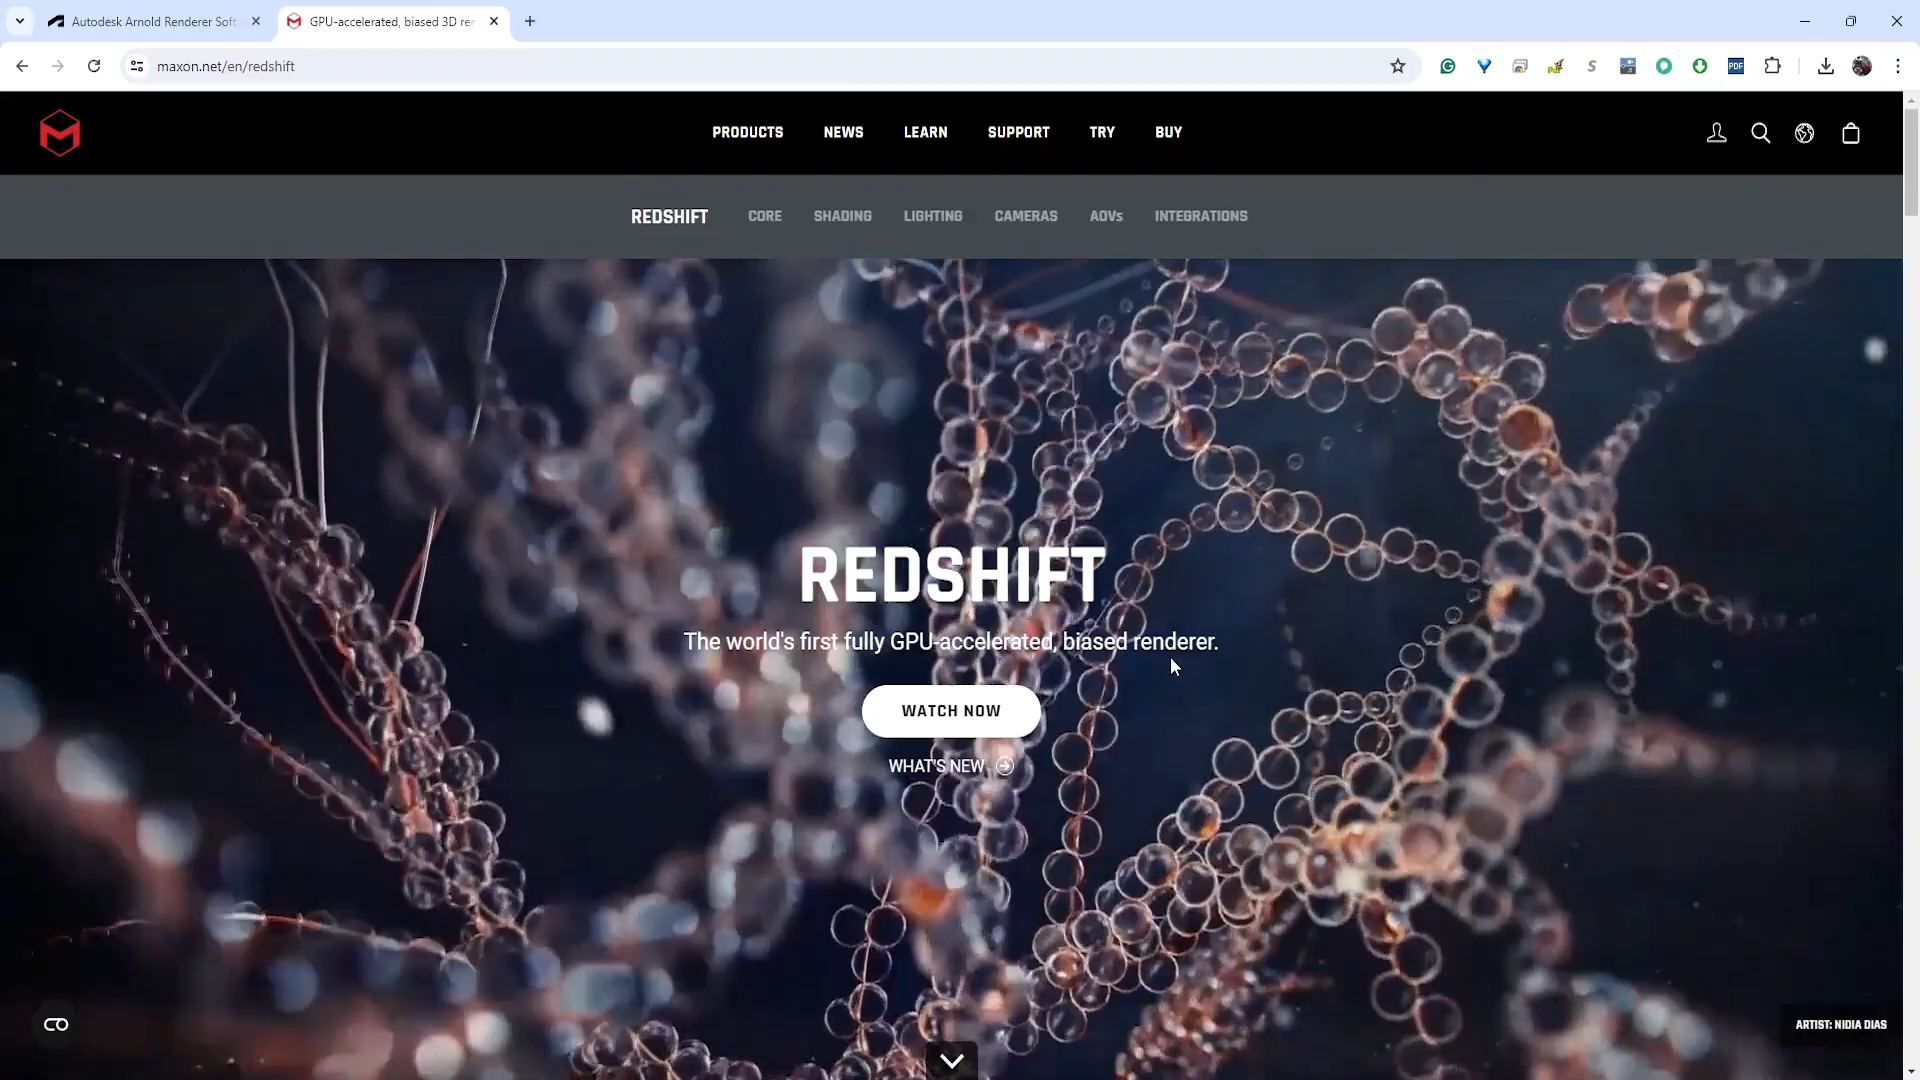 Autodesk Arnold Renderer Soft
GPU-accelerated, biased 3D ren
maxon.net/en/redshift
PDF
PRODUCTS NEWS LEARN SUPPORT TRY BUY
REDSHIFT CORE SHADING LIGHTING CAMERAS AOVs INTEGRATIONS
REDSHIFT
The world's first fully GPU-accelerated, biased renderer.
WATCH NOW
WHAT'S NEW
ARTIST: NIDIA DIAS